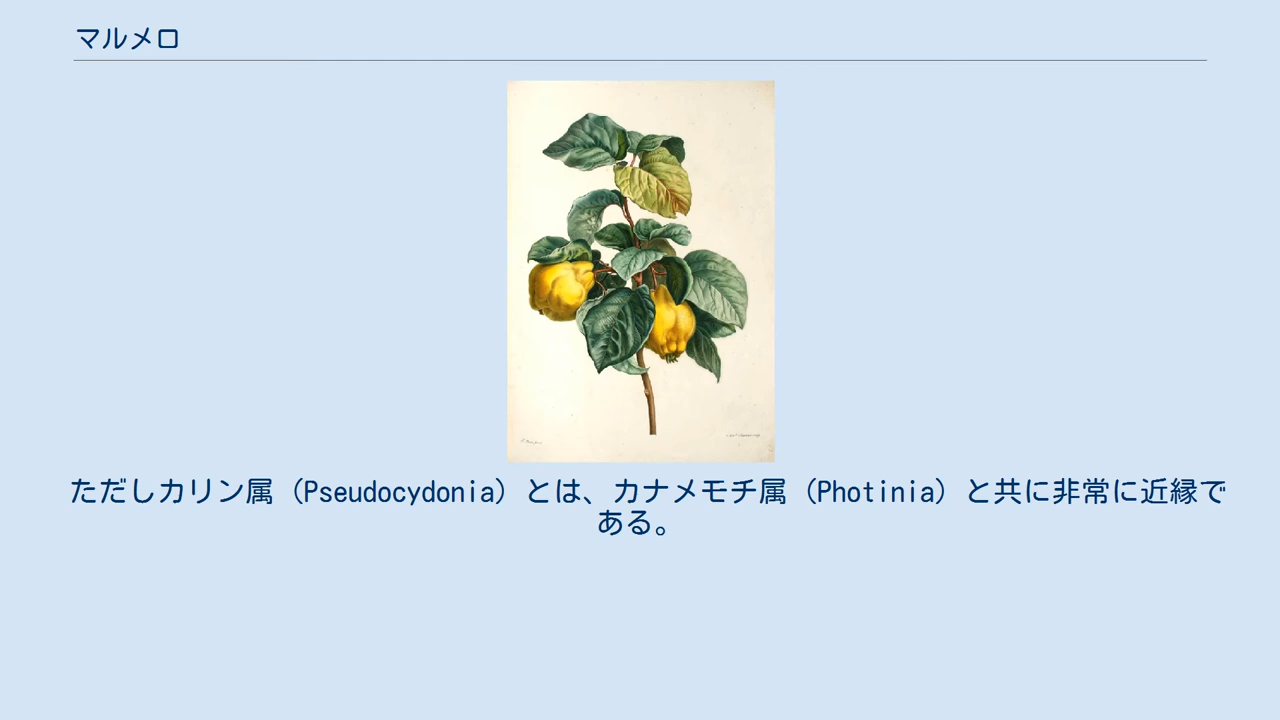 マルメロ
ただしカリン属（Pseudocydonia）とは、カナメモチ属（Photinia）と共に非常に近縁で
ある。